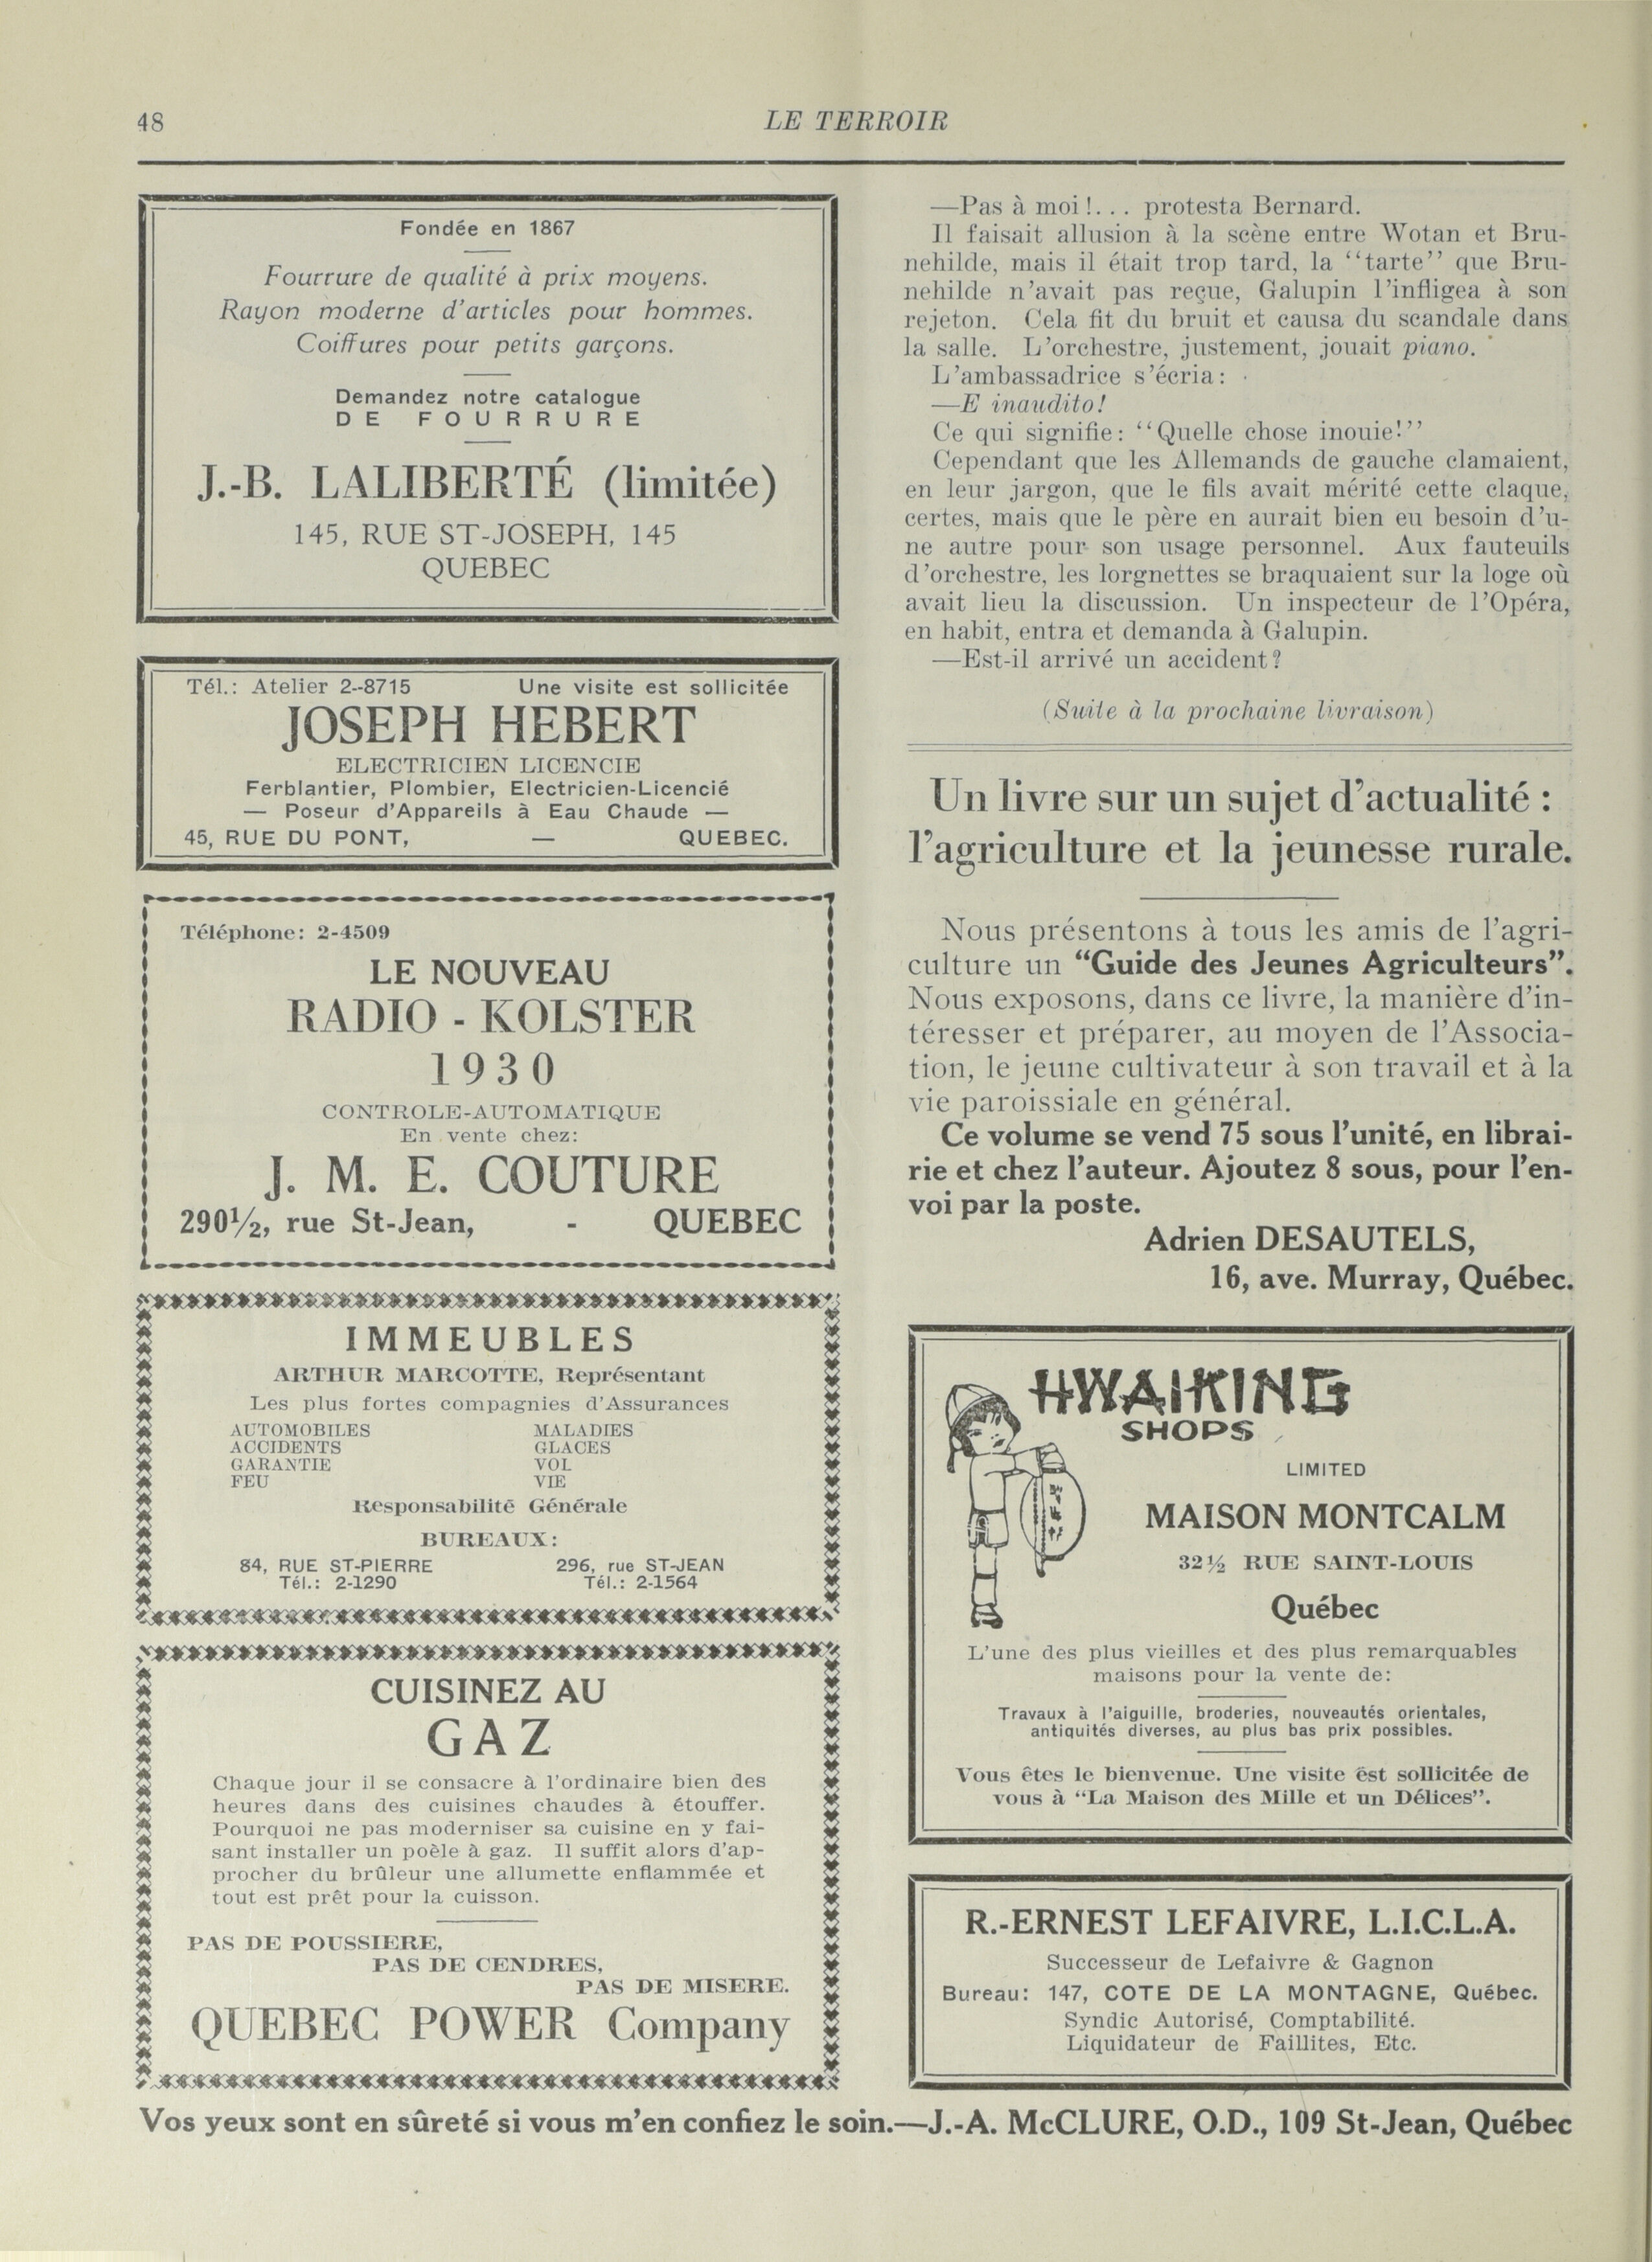 48
LE TERROIR
Fondée en 1867
Fourrure de qualité à prix moyens.
Rayon moderne d'articles pour hommes.
Coiffures pour petits garçons.
Demandez notre catalogue
DE FOURRURE
J.-B. LALIBERTÉ (limitée)
145, RUE ST-JOSEPH, 145
QUEBEC
Tél.: Atelier 2--8715 Une visite est sollicitée
JOSEPH HEBERT
ELECTRICIEN LICENCIE
Ferblantier, Plombier, Electricien-Licencié
— Poseur d'Appareils à Eau Chaude —
45, RUE DU PONT, — QUEBEC.
Téléphone: 2-4509
LE NOUVEAU
RADIO - KOLSTER
1930
CONTROLE-AUTOMATIQUE
En vente chez:
J. M. E. COUTURE
290½, rue St-Jean, - QUEBEC
IMMEUBLES
ARTHUR MARCOTTE, Représentant
Les plus fortes compagnies d'Assurances
AUTOMOBILES MALADIES
ACCIDENTS GLACES
GARANTIE VOL
FEU VIE
Responsabilité Générale
BUREAUX:
84, RUE ST-PIERRE 296, rue ST-JEAN
Tél.: 2-1290 Tél.: 2-1564
CUISINEZ AU
GAZ
Chaque jour il se consacre à l'ordinaire bien des
heures dans des cuisines chaudes à étouffer.
Pourquoi ne pas moderniser sa cuisine en y fai-
sant installer un poèle à gaz. Il suffit alors d'ap-
procher du brûleur une allumette enflammée et
tout est prêt pour la cuisson.
PAS DE POUSSIERE,
PAS DE CENDRES,
PAS DE MISERE.
QUEBEC POWER Company
—Pas à moi!... protesta Bernard.
Il faisait allusion à la scène entre Wotan et Bru-
nehilde, mais il était trop tard, la "tarte" que Bru-
nehilde n'avait pas reçue, Galupin l'infligea à son
rejeton. Cela fit du bruit et causa du scandale dans
la salle. L'orchestre, justement, jouait piano.
L'ambassadrice s'écria:
—E inaudito!
Ce qui signifie: "Quelle chose inouie!"
Cependant que les Allemands de gauche clamaient,
en leur jargon, que le fils avait mérité cette claque,
certes, mais que le père en aurait bien eu besoin d'u-
ne autre pour son usage personnel. Aux fauteuils
d'orchestre, les lorgnettes se braquaient sur la loge où
avait lieu la discussion. Un inspecteur de l'Opéra,
en habit, entra et demanda à Galupin.
—Est-il arrivé un accident?
(Suite à la prochaine livraison)
Un livre sur un sujet d'actualité :
l'agriculture et la jeunesse rurale.
Nous présentons à tous les amis de l'agri-
culture un "Guide des Jeunes Agriculteurs".
Nous exposons, dans ce livre, la manière d'in-
téresser et préparer, au moyen de l'Associa-
tion, le jeune cultivateur à son travail et à la
vie paroissiale en général.
Ce volume se vend 75 sous l'unité, en librai-
rie et chez l'auteur. Ajoutez 8 sous, pour l'en-
voi par la poste.
Adrien DESAUTELS,
16, ave. Murray, Québec.
HWAIKING
SHOPS
LIMITED
MAISON MONTCALM
32½ RUE SAINT-LOUIS
Québec
L'une des plus vieilles et des plus remarquables
maisons pour la vente de:
Travaux à l'aiguille, broderies, nouveautés orientales,
antiquités diverses, au plus bas prix possibles.
Vous êtes le bienvenue. Une visite est sollicitée de
vous à "La Maison des Mille et un Délices".
R.-ERNEST LEFAIVRE, L.I.C.L.A.
Successeur de Lefaivre & Gagnon
Bureau: 147, COTE DE LA MONTAGNE, Québec.
Syndic Autorisé, Comptabilité.
Liquidateur de Faillites, Etc.
Vos yeux sont en sûreté si vous m'en confiez le soin.—J.-A. McCLURE, O.D., 109 St-Jean, Québec